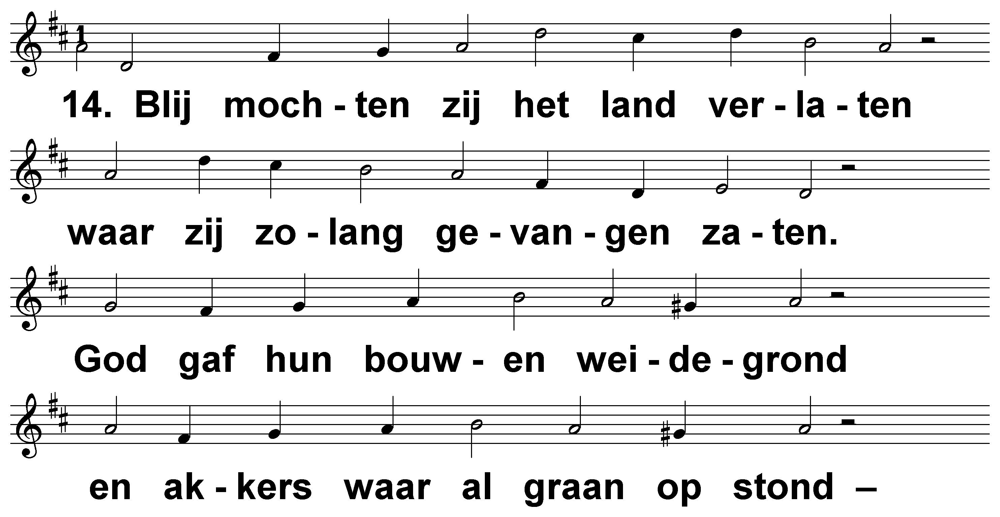 14. Blij moch - ten zij het land ver - la - ten
waar zij zo - lang ge - van - gen za - ten.
God gaf hun bouw - en wei - de - grond
en ak - kers waar al graan op stond –